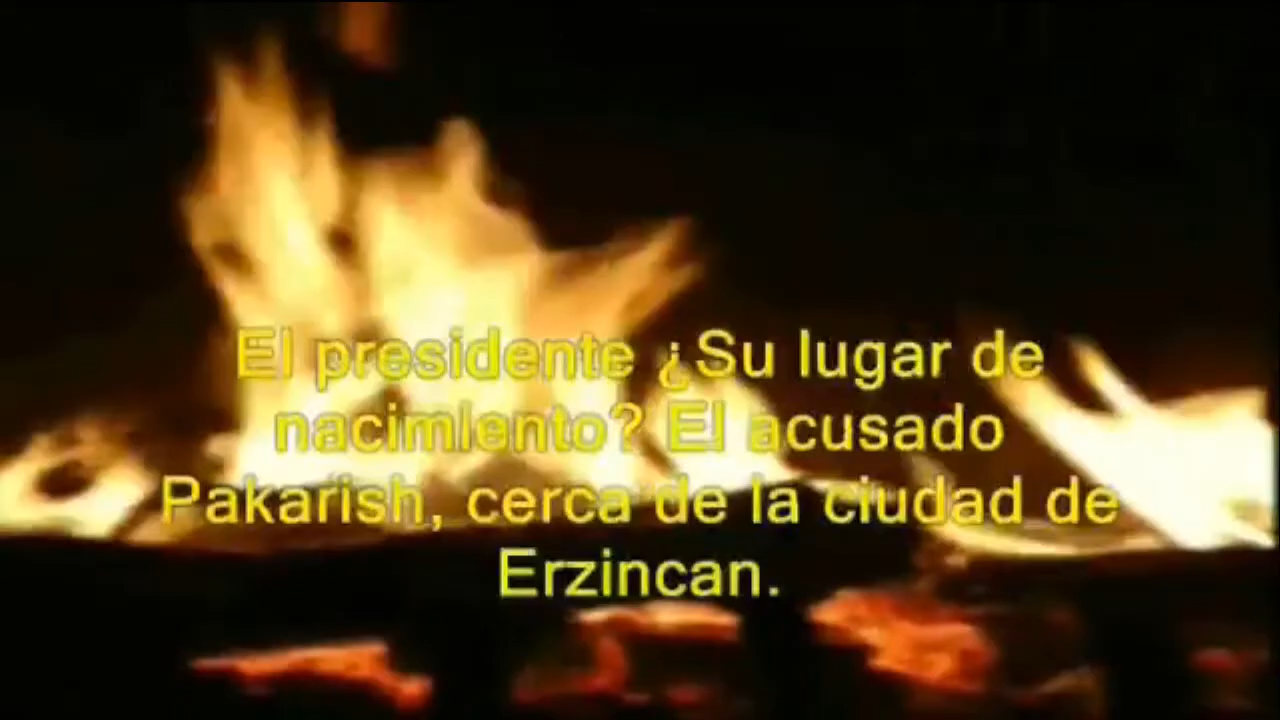 El presidente ¿Su lugar de
nacimiento? El acusado
Pakarish, cerca de la ciudad de
Erzincan.